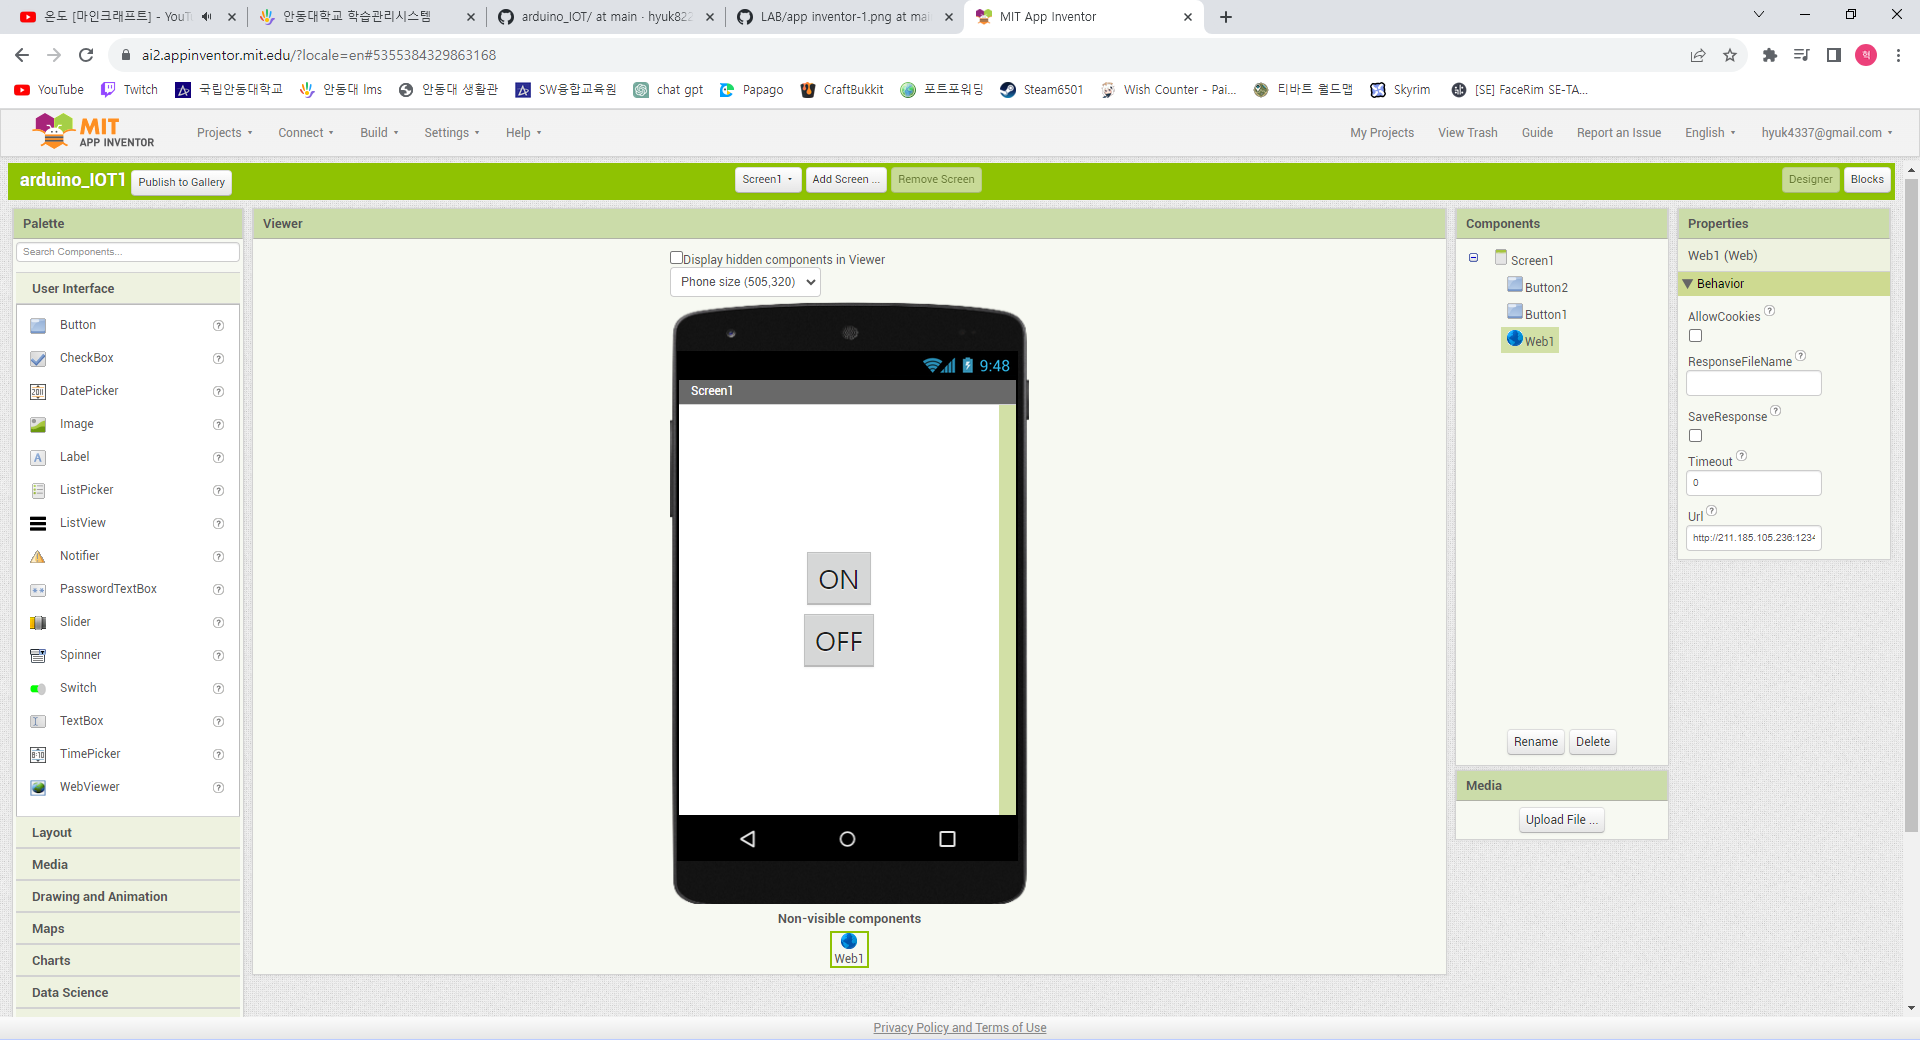 온도 [마인크래프트] - YouT
안동대학교 학습관리시스템
arduino_IOT/ at main · hyuk822
LAB/app inventor-1.png at mai
MIT App Inventor
ai2.appinventor.mit.edu/?locale=en#5355384329863168
혁
YouTube
Twitch
국립안동대학교
안동대 lms
안동대 생활관
SW융합교육원
chat gpt
Papago
CraftBukkit
포트포워딩
Steam6501
Wish Counter - Pai...
티바트 월드맵
Skyrim
[SE] FaceRim SE-TA...
MIT
APP INVENTOR
Projects
Connect
Build
Settings
Help
My Projects
View Trash
Guide
Report an Issue
English
hyuk4337@gmail.com
arduino_IOT1
Publish to Gallery
Screen1
Add Screen ...
Remove Screen
Designer
Blocks
Palette
Search Components...
User Interface
Button
CheckBox
DatePicker
Image
Label
ListPicker
ListView
Notifier
PasswordTextBox
Slider
Spinner
Switch
TextBox
TimePicker
WebViewer
Layout
Media
Drawing and Animation
Maps
Charts
Data Science
Viewer
Display hidden components in Viewer
Phone size (505,320)
9:48
Screen1
ON
OFF
Non-visible components
Web1
Components
Screen1
Button2
Button1
Web1
Rename
Delete
Media
Upload File ...
Properties
Web1 (Web)
Behavior
AllowCookies
ResponseFileName
SaveResponse
Timeout
0
Url
http://211.185.105.236:1234
Privacy Policy and Terms of Use